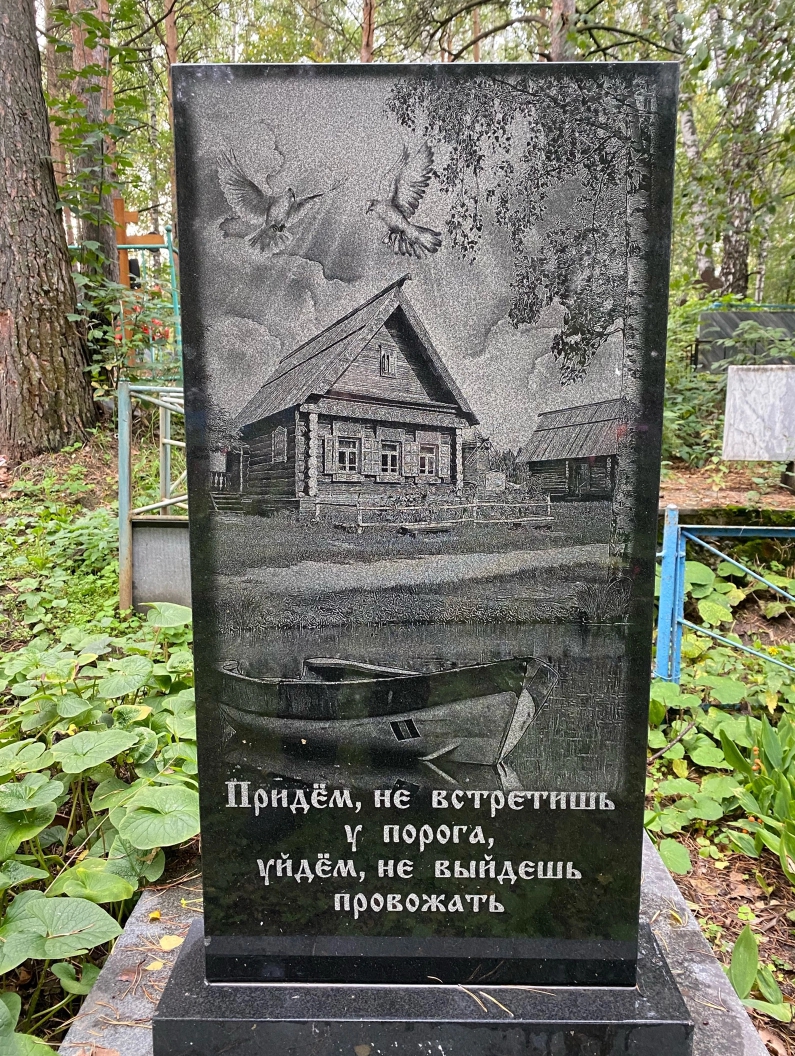 Придём, не встретишь
у порога,
уйдём, не выйдешь
провожать